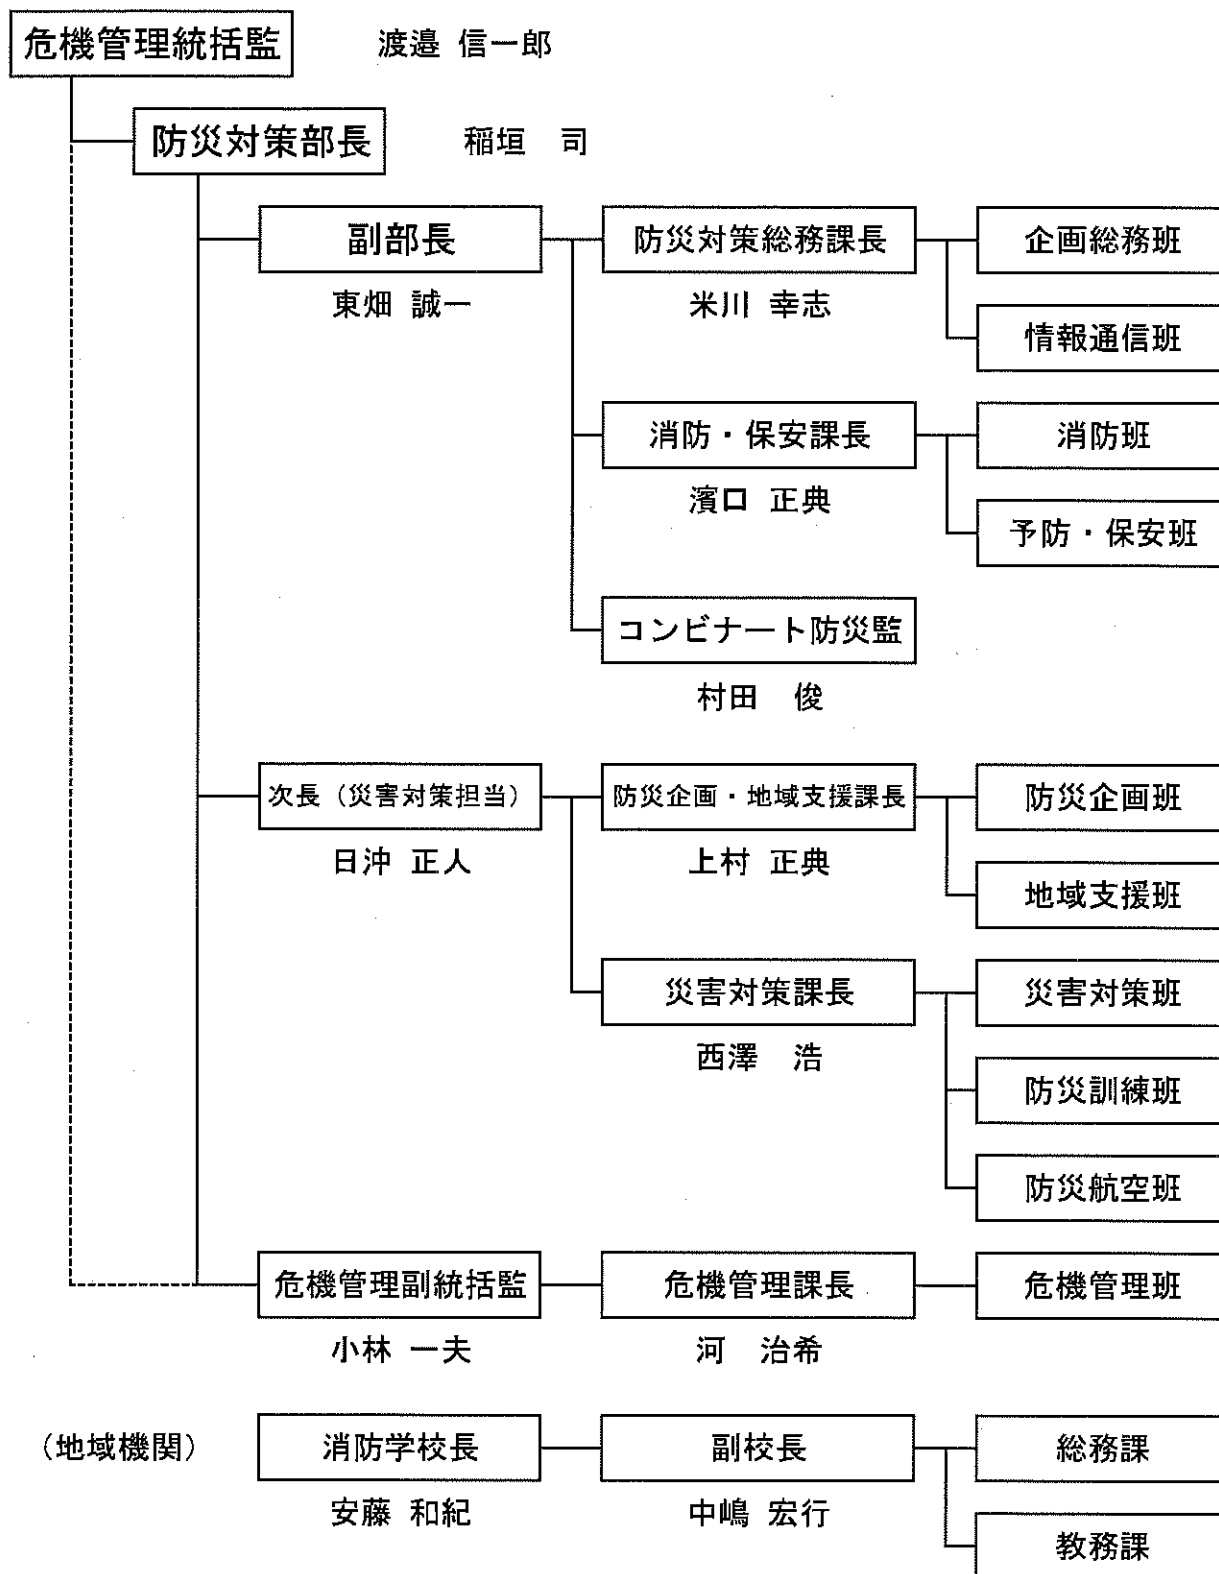 危機管理統括監 渡邉 信一郎
防災対策部長 稲垣 司
副部長 防災対策総務課長 企画総務班
東畑 誠一 米川 幸志
情報通信班
消防・保安課長 消防班
濵口 正典
予防・保安班
コンビナート防災監
村田 俊
次長（災害対策担当） 防災企画・地域支援課長 防災企画班
日沖 正人 上村 正典
地域支援班
災害対策課長 災害対策班
西澤 浩
防災訓練班
防災航空班
危機管理副統括監 危機管理課長 危機管理班
小林 一夫 河 治希
（地域機関） 消防学校長 副校長 総務課
安藤 和紀 中嶋 宏行
教務課